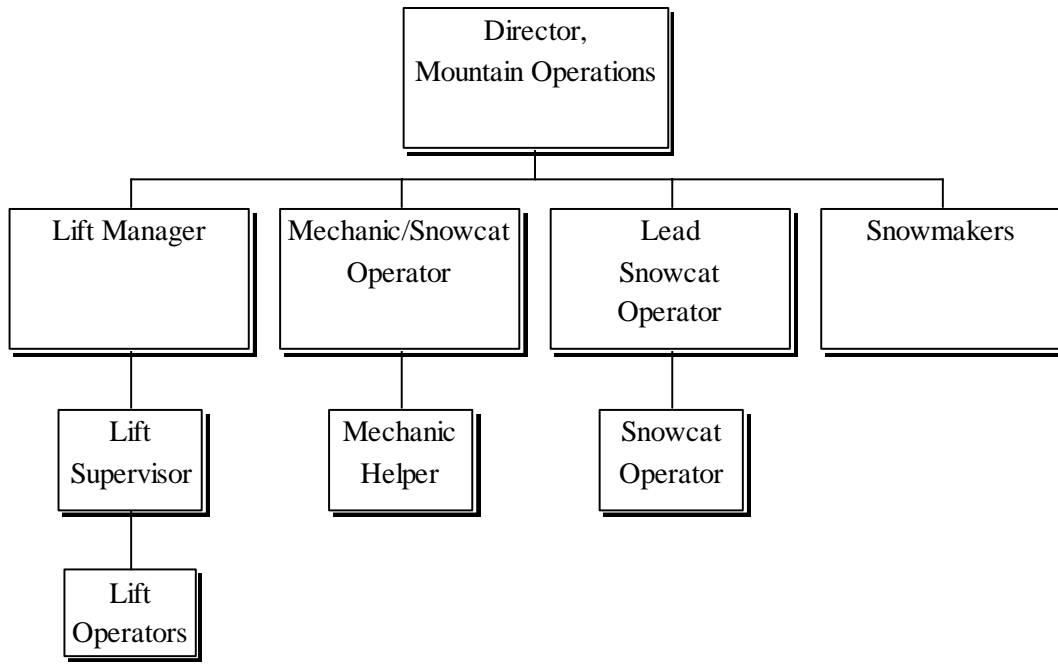 Director,
Mountain Operations
Lift Manager
Mechanic/Snowcat
Operator
Lead
Snowcat
Operator
Snowmakers
Lift
Supervisor
Mechanic
Helper
Snowcat
Operator
Lift
Operators